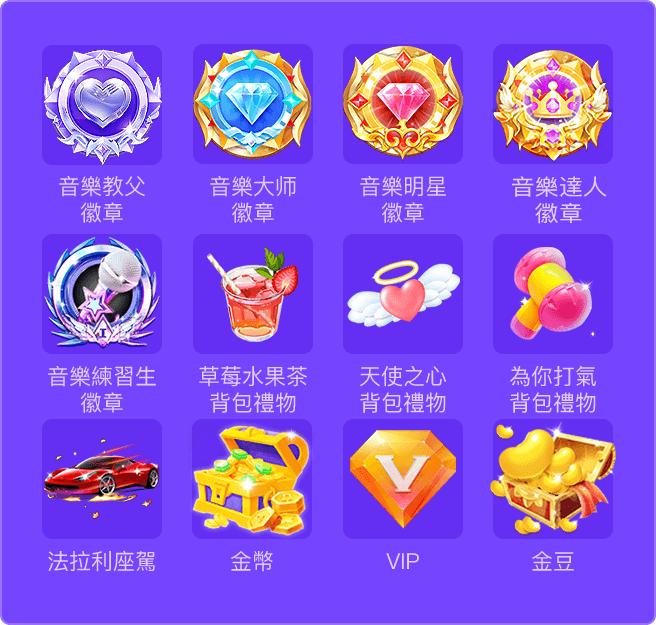 音樂教父 音樂大师 音樂明星 音樂達人
徽章 徽章 徽章 徽章
I
音樂練習生 草莓水果茶 天使之心 為你打氣
徽章 背包禮物 背包禮物 背包禮物
V
法拉利座駕 金幣 VIP 金豆